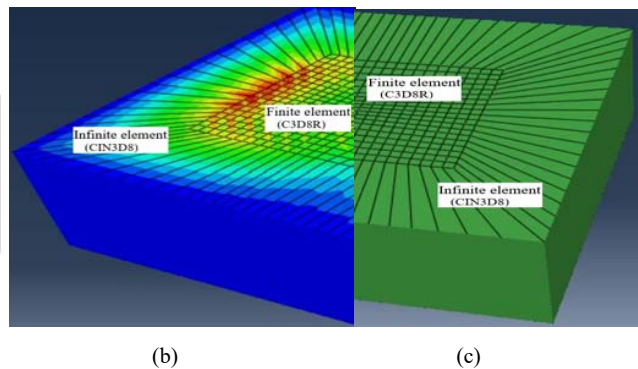 Finite element
(C3D8R)
Infinite element
(CIN3D8)
Finite element
(C3D8R)
Infinite element
(CIN3D8)
(b)
(c)